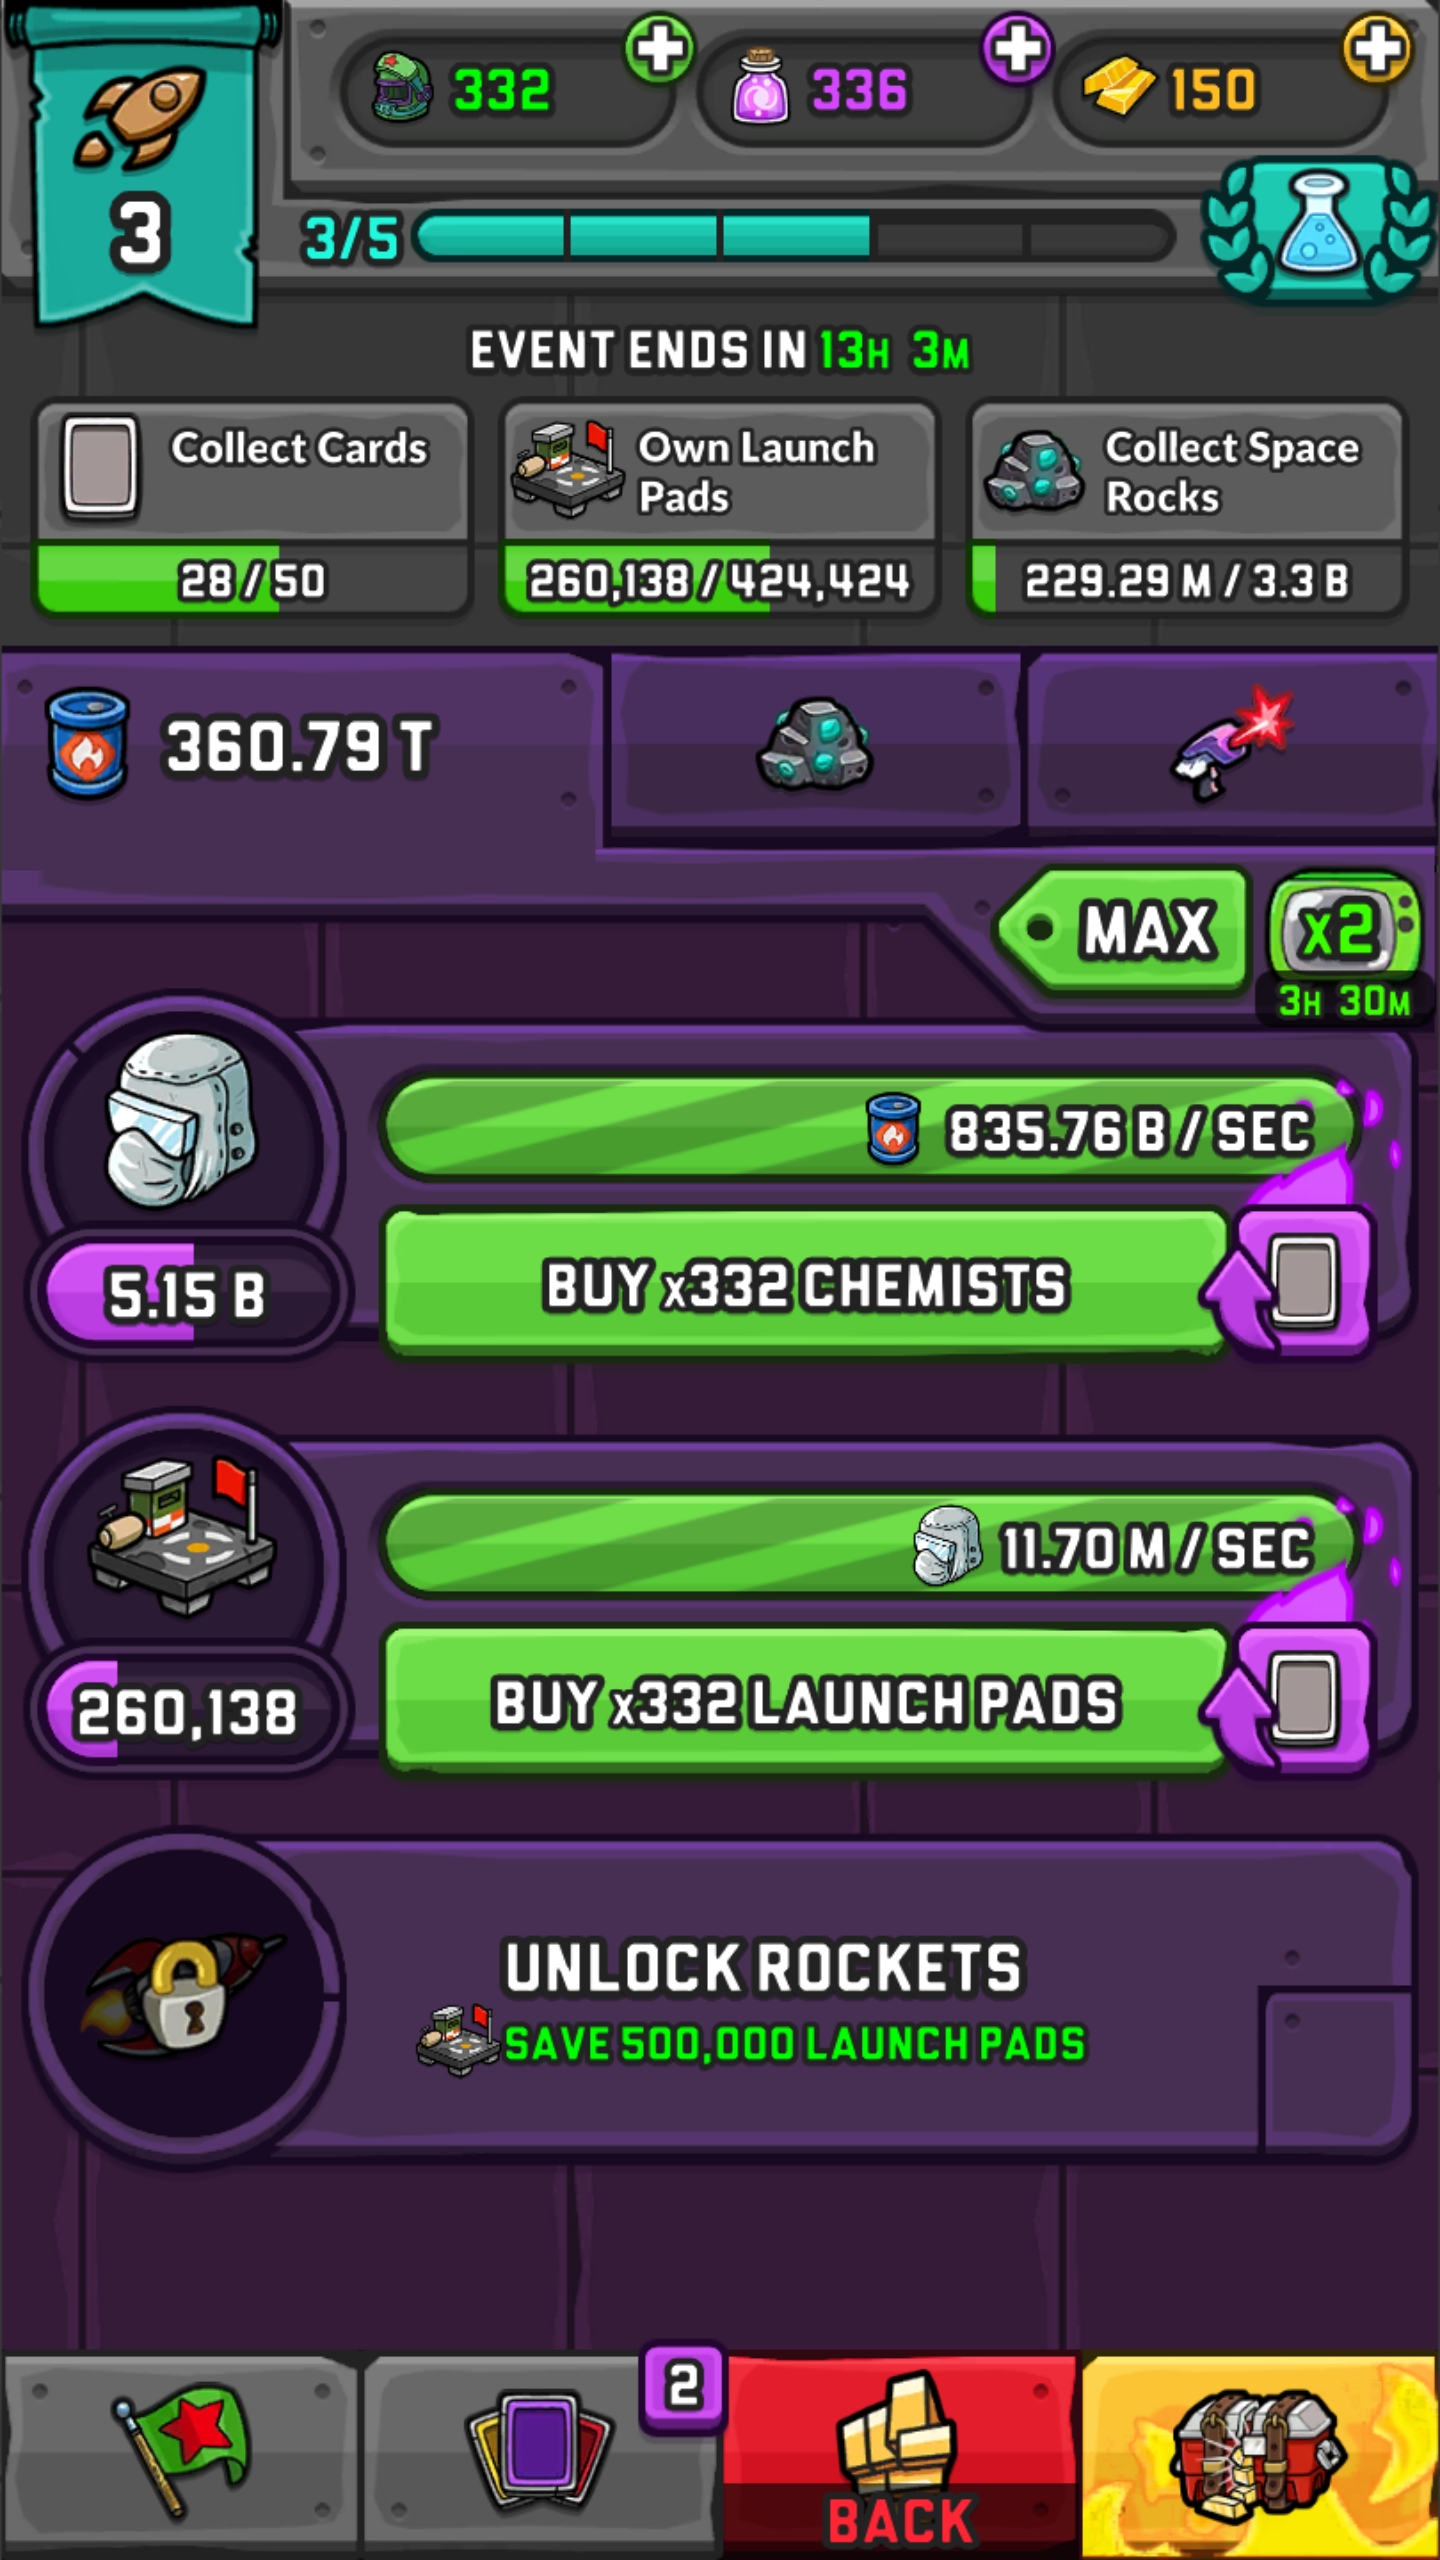 332
336
150
3
3/5
EVENT ENDS IN 13H 3M
Collect Cards
28 / 50
Own Launch
Pads
260,138 / 424,424
Collect Space
Rocks
229.29 M / 3.3 B
360.79 T
MAX
x2
3H 30M
835.76 B / SEC
5.15 B
BUY x332 CHEMISTS
11.70 M / SEC
260,138
BUY x332 LAUNCH PADS
UNLOCK ROCKETS
SAVE 500,000 LAUNCH PADS
2
BACK